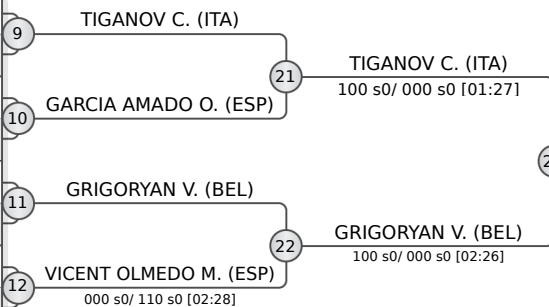 TIGANOV C. (ITA)
9
21
TIGANOV C. (ITA)
100 s0/ 000 s0 [01:27]
GARCIA AMADO O. (ESP)
10
GRIGORYAN V. (BEL)
11
22
GRIGORYAN V. (BEL)
100 s0/ 000 s0 [02:26]
VICENT OLMEDO M. (ESP)
12
000 s0/ 110 s0 [02:28]